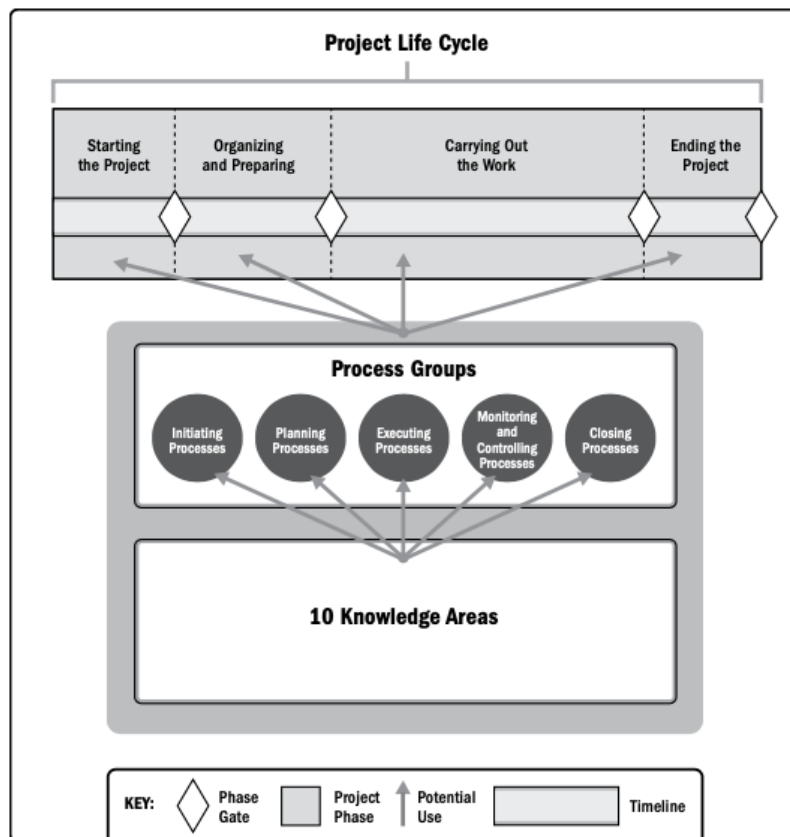 Project Life Cycle
Starting
the Project
Organizing
and Preparing
Carrying Out
the Work
Ending the
Project
Process Groups
Initiating
Processes
Planning
Processes
Executing
Processes
Monitoring
and
Controlling
Processes
Closing
Processes
10 Knowledge Areas
KEY:
Phase
Gate
Project
Phase
Potential
Use
Timeline